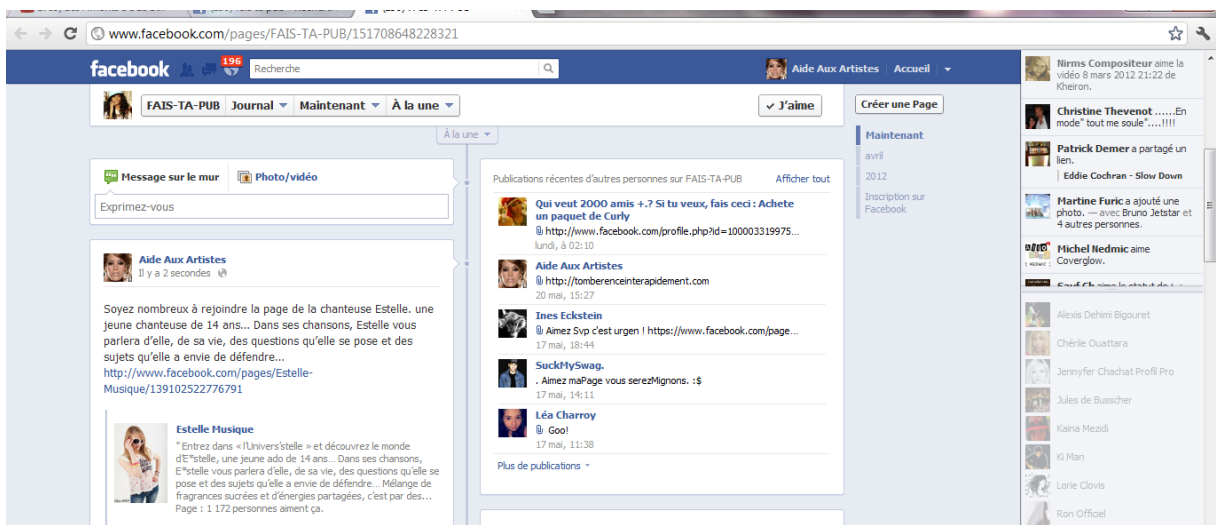 www.facebook.com/pages/FAIS-TA-PUB/151708648228321
facebook
196
Recherche
Aide Aux Artistes
Accueil
FAIS-TA-PUB
Journal
Maintenant
À la une
J'aime
Créer une Page
À la une
Maintenant
avril
2012
Inscription sur
Facebook
Message sur le mur
Photo/vidéo
Exprimez-vous
Aide Aux Artistes
Il y a 2 secondes
Soyez nombreux à rejoindre la page de la chanteuse Estelle. une
jeune chanteuse de 14 ans... Dans ses chansons, Estelle vous
parlera d'elle, de sa vie, des questions qu'elle se pose et des
sujets qu'elle a envie de défendre...
http://www.facebook.com/pages/Estelle-
Musique/139102522776791
Estelle Musique
"Entrez dans « l'Univers'stelle » et découvrez le monde
d'E*stelle, une jeune ado de 14 ans... Dans ses chansons,
E*stelle vous parlera d'elle, de sa vie, des questions qu'elle se
pose et des sujets qu'elle a envie de défendre... Mélange de
fragrances sucrées et d'énergies partagées, c'est par des...
Page : 1 172 personnes aiment ça.
Publications récentes d'autres personnes sur FAIS-TA-PUB
Afficher tout
Qui veut 2000 amis +.? Si tu veux, fais ceci : Achete
un paquet de Curly
http://www.facebook.com/profile.php?id=100003319975...
lundi, à 02:10
Aide Aux Artistes
http://tomberenceinterapidement.com
20 mai, 15:27
Ines Eckstein
Aimez Svp c'est urgen ! https://www.facebook.com/page...
17 mai, 18:44
SuckMySwag.
. Aimez maPage vous serezMignons. :$
17 mai, 14:11
Léa Charroy
Goo!
17 mai, 11:38
Plus de publications
Nirms Compositeur aime la
vidéo 8 mars 2012 21:22 de
Kheiron.
Christine Thevenot ......En
mode" tout me soule"....!!!!
Patrick Demer a partagé un
lien.
Eddie Cochran - Slow Down
Martine Furic a ajouté une
photo. — avec Bruno Jetstar et
4 autres personnes.
Michel Nedmic aime
Coverglow.
Alexis Dehimi Bigouret
Chérile Ouattara
Jennyfer Chachat Profil Pro
Jules de Busscher
Kaina Mezidi
Ki Man
Lorie Clovis
Ron Officiel